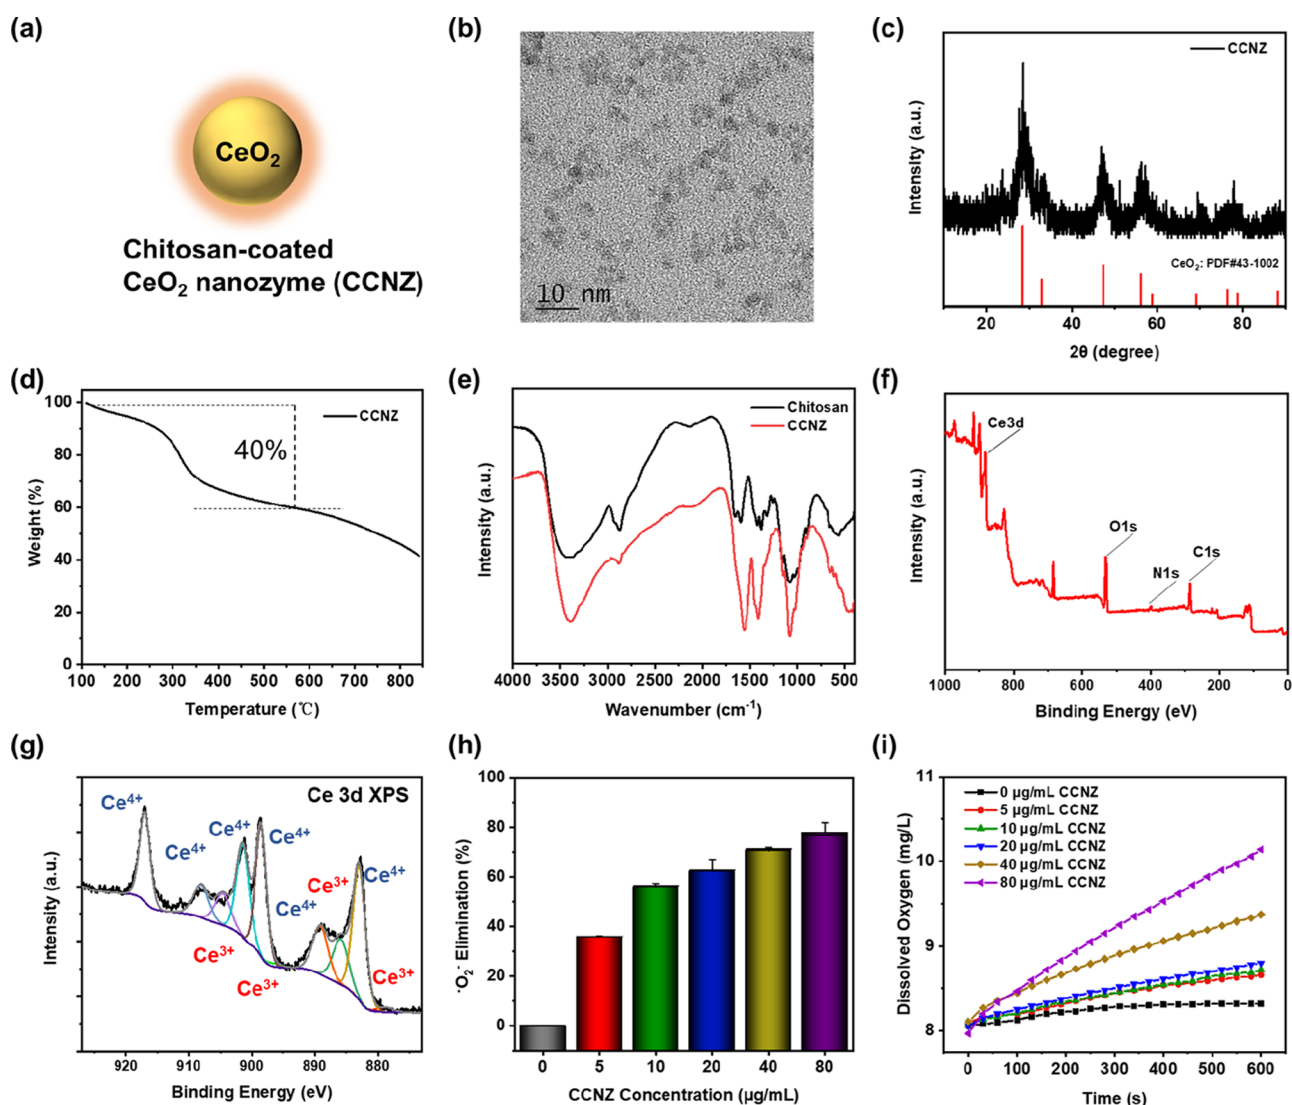 (a)
CeO₂
Chitosan-coated
CeO₂ nanozyme (CCNZ)
(b)
10 nm
(c)
CCNZ
CeO₂: PDF#43-1002
Intensity (a.u.)
20 40 60 80
2θ (degree)
(d)
CCNZ
40%
Weight (%)
100
80
60
40
20
0
100 200 300 400 500 600 700 800
Temperature (℃)
(e)
Chitosan
CCNZ
Intensity (a.u.)
4000 3500 3000 2500 2000 1500 1000 500
Wavenumber (cm⁻¹)
(f)
Ce3d
O1s
N1s
C1s
Intensity (a.u.)
1000 800 600 400 200 0
Binding Energy (eV)
(g)
Ce 3d XPS
Ce⁴⁺
Ce⁴⁺
Ce⁴⁺
Ce⁴⁺
Ce³⁺
Ce⁴⁺
Ce⁴⁺
Ce³⁺
Ce³⁺
Ce³⁺
Intensity (a.u.)
920 910 900 890 880
Binding Energy (eV)
(h)
·O₂⁻ Elimination (%)
100
80
60
40
20
0
0 5 10 20 40 80
CCNZ Concentration (μg/mL)
(i)
0 μg/mL CCNZ
5 μg/mL CCNZ
10 μg/mL CCNZ
20 μg/mL CCNZ
40 μg/mL CCNZ
80 μg/mL CCNZ
Dissolved Oxygen (mg/L)
11
10
9
8
0 100 200 300 400 500 600
Time (s)